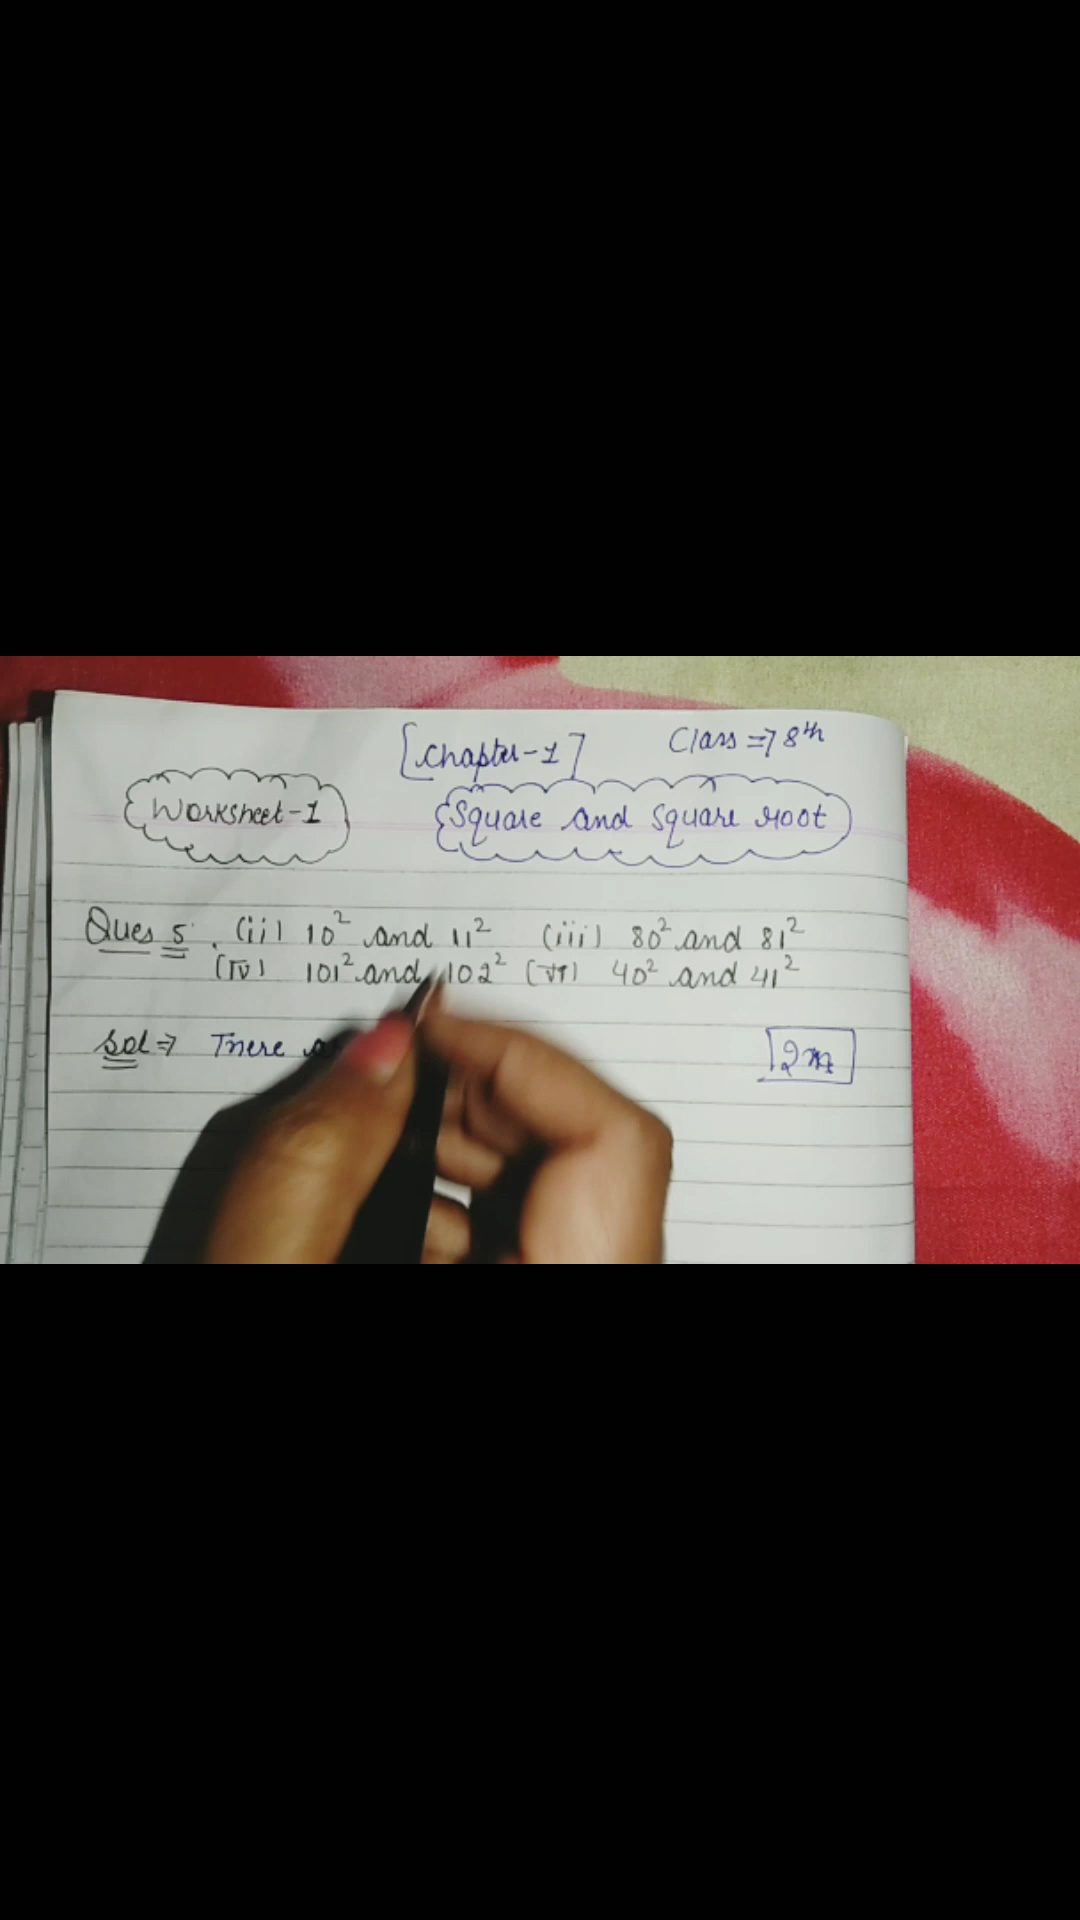 [Chapter-1]
Class => 8th
Worksheet-1
Square and Square root
Ques 5. (ii) 10² and 11² (iii) 80² and 81²
(iv) 101² and 102² (vi) 40² and 41²
Sol => There
2n